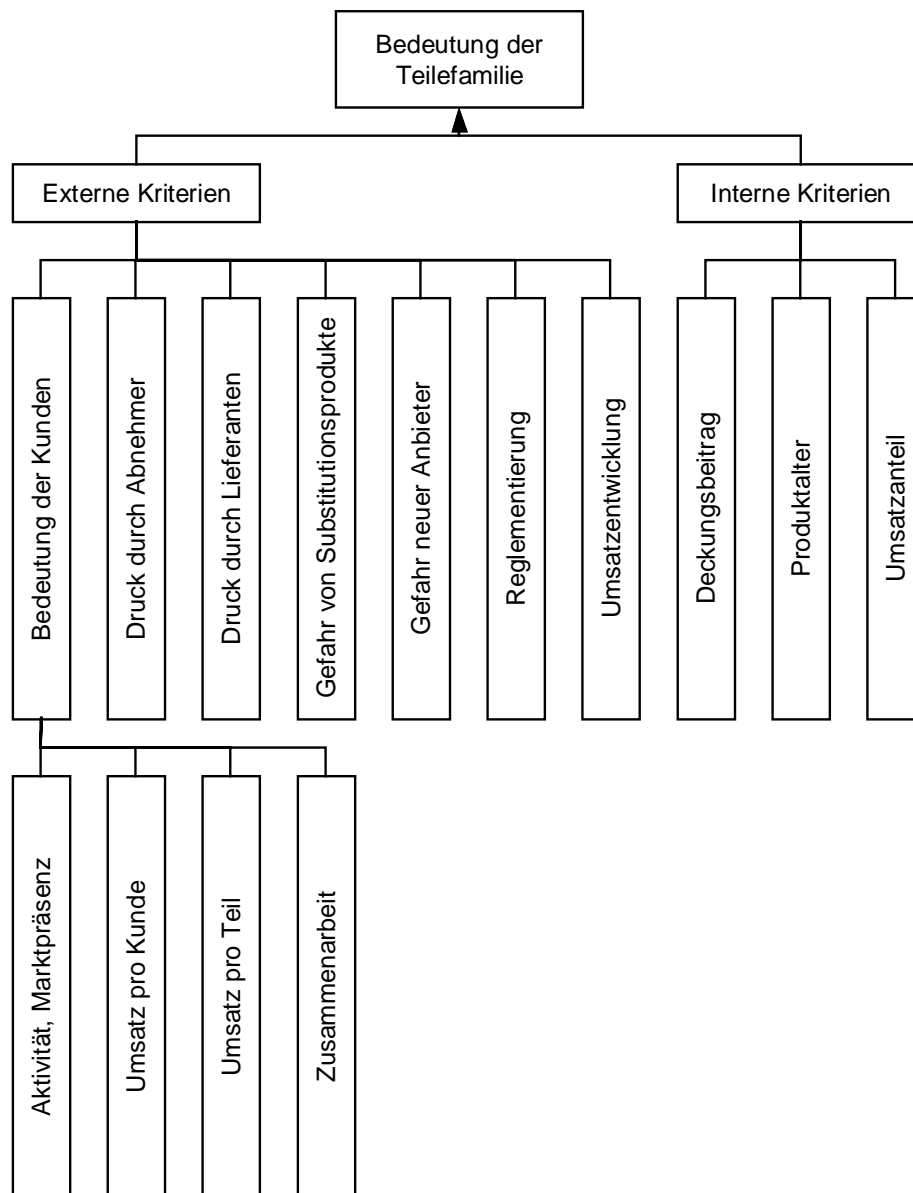 Bedeutung der
Teilefamilie
Externe Kriterien
Interne Kriterien
Bedeutung der Kunden
Druck durch Abnehmer
Druck durch Lieferanten
Gefahr von Substitutionsprodukte
Gefahr neuer Anbieter
Reglementierung
Umsatzentwicklung
Deckungsbeitrag
Produktalter
Umsatzanteil
Aktivität, Marktpräsenz
Umsatz pro Kunde
Umsatz pro Teil
Zusammenarbeit